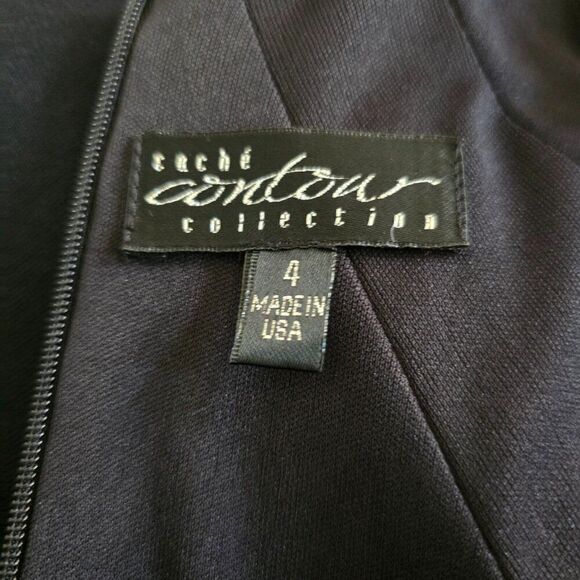 caché
contour
collection
4
MADE IN
USA